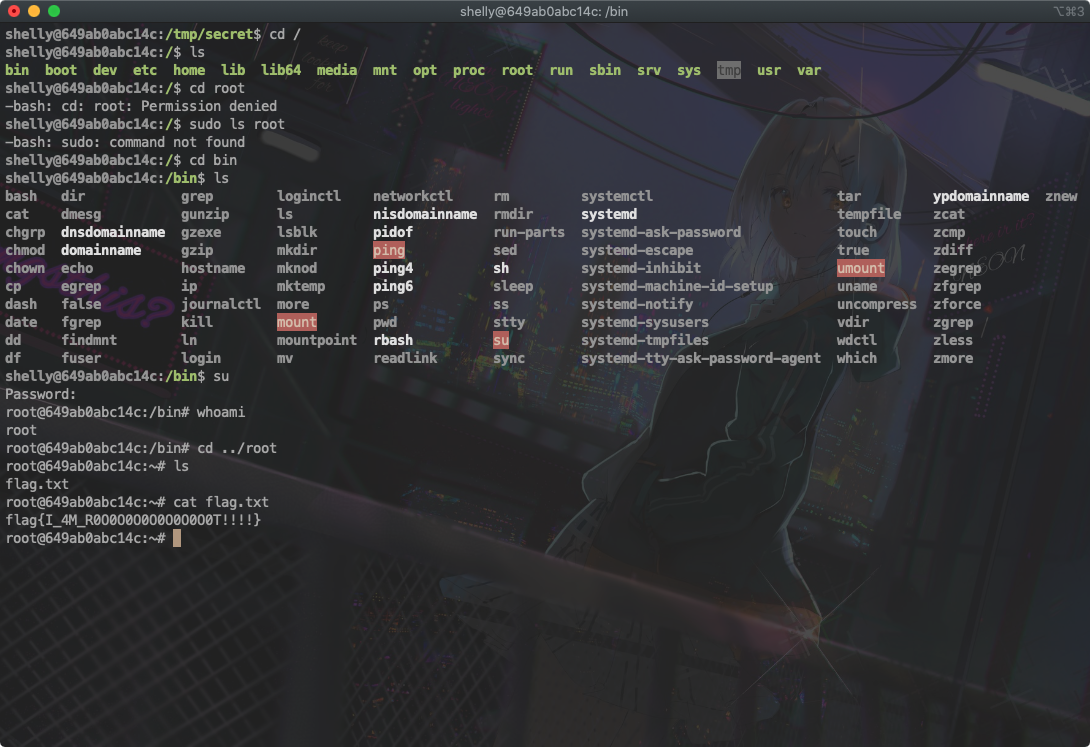 shelly@649ab0abc14c: /bin
⌥⌘3
shelly@649ab0abc14c:/tmp/secret$ cd /
shelly@649ab0abc14c:/$ ls
bin boot dev etc home lib lib64 media mnt opt proc root run sbin srv sys tmp usr var
shelly@649ab0abc14c:/$ cd root
-bash: cd: root: Permission denied
shelly@649ab0abc14c:/$ sudo ls root
-bash: sudo: command not found
shelly@649ab0abc14c:/$ cd bin
shelly@649ab0abc14c:/bin$ ls
bash dir grep loginctl networkctl rm systemctl tar ypdomainname znew
cat dmesg gunzip ls nisdomainname rmdir systemd tempfile zcat
chgrp dnsdomainname gzexe lsblk pidof run-parts systemd-ask-password touch zcmp
chmod domainname gzip mkdir ping sed systemd-escape true zdiff
chown echo hostname mknod ping4 sh systemd-inhibit umount zegrep
cp egrep ip mktemp ping6 sleep systemd-machine-id-setup uname zfgrep
dash false journalctl more ps ss systemd-notify uncompress zforce
date fgrep kill mount pwd stty systemd-sysusers vdir zgrep
dd findmnt ln mountpoint rbash su systemd-tmpfiles wdctl zless
df fuser login mv readlink sync systemd-tty-ask-password-agent which zmore
shelly@649ab0abc14c:/bin$ su
Password:
root@649ab0abc14c:/bin# whoami
root
root@649ab0abc14c:/bin# cd ../root
root@649ab0abc14c:~# ls
flag.txt
root@649ab0abc14c:~# cat flag.txt
flag{I_4M_R0O0O0O0O0O0O0O0T!!!!}
root@649ab0abc14c:~#